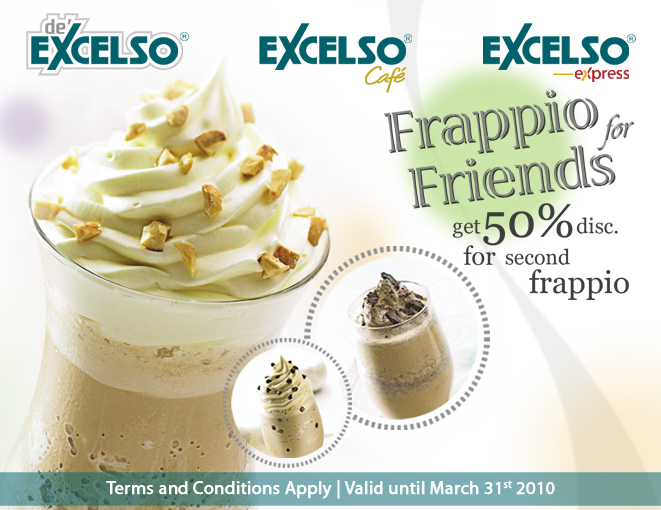 de'
EXCELSO®
EXCELSO®
Café
EXCELSO®
express
Frappio for
Friends
get 50% disc.
for second
frappio
Terms and Conditions Apply | Valid until March 31st 2010